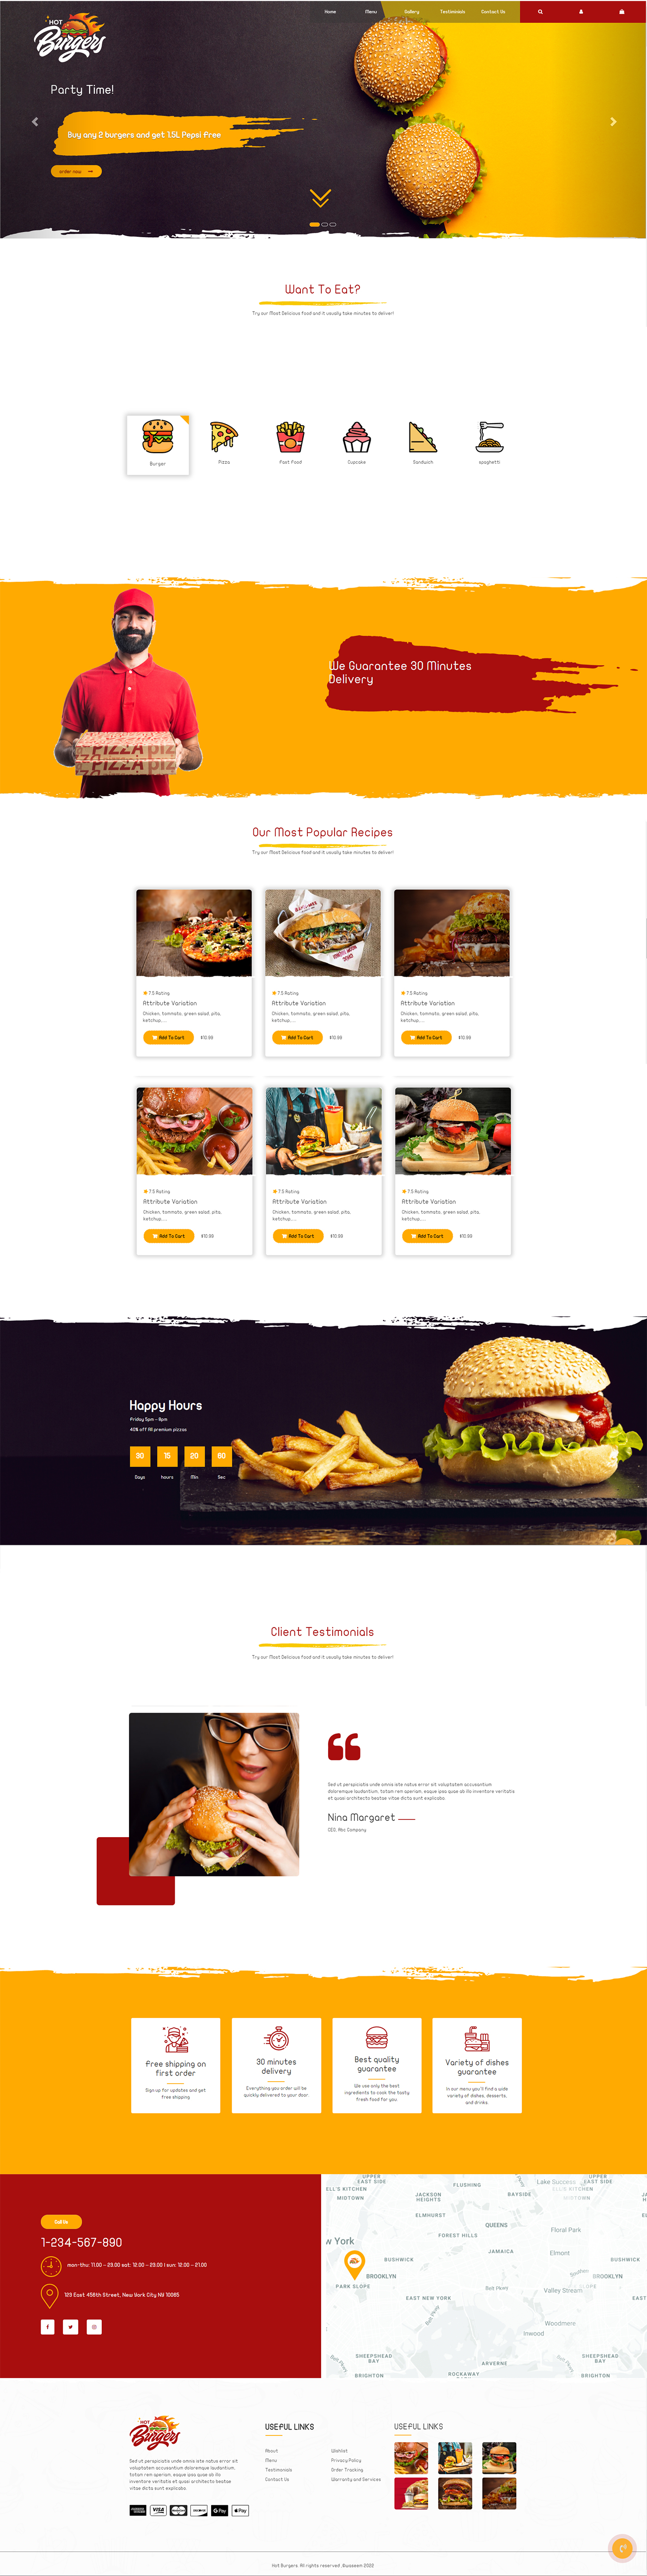 HOT
Burgers
Home
Menu
Gallery
Testimonials
Contact Us
Party Time!
Buy any 2 burgers and get 1.5L Pepsi Free
order now
Want To Eat?
Try our Most Delicious food and it usually take minutes to deliver!
Burger
Pizza
Fast Food
Cupcake
Sandwich
spaghetti
We Guarantee 30 Minutes
Delivery
Our Most Popular Recipes
Try our Most Delicious food and it usually take minutes to deliver!
7.5 Rating
Attribute Variation
Chicken, tommato, green salad, pita,
ketchup....
Add To Cart
$10.99
7.5 Rating
Attribute Variation
Chicken, tommato, green salad, pita,
ketchup....
Add To Cart
$10.99
7.5 Rating
Attribute Variation
Chicken, tommato, green salad, pita,
ketchup....
Add To Cart
$10.99
7.5 Rating
Attribute Variation
Chicken, tommato, green salad, pita,
ketchup....
Add To Cart
$10.99
7.5 Rating
Attribute Variation
Chicken, tommato, green salad, pita,
ketchup....
Add To Cart
$10.99
7.5 Rating
Attribute Variation
Chicken, tommato, green salad, pita,
ketchup....
Add To Cart
$10.99
Happy Hours
Friday 5pm – 8pm
40% off All premium pizzas
30
15
20
60
Days
hours
Min
Sec
Client Testimonials
Try our Most Delicious food and it usually take minutes to deliver!
Sed ut perspiciatis unde omnis iste natus error sit voluptatem accusantium
doloremque laudantium, totam rem aperiam, eaque ipsa quae ab illo inventore veritatis
et quasi architecto beatae vitae dicta sunt explicabo.
Nina Margaret
CEO, Abc Company
Free shipping on
first order
Sign up for updates and get
free shipping
30 minutes
delivery
Everything you order will be
quickly delivered to your door.
Best quality
guarantee
We use only the best
ingredients to cook the tasty
fresh food for you.
Variety of dishes
guarantee
In our menu you'll find a wide
variety of dishes, desserts,
and drinks
Call Us
1-234-567-890
mon-thu: 11:00 – 23:00 sat: 12:00 – 23:00 l sun: 12:00 – 21:00
123 East 456th Street, New York City NY 10065
UPPER
EAST SIDE
ELL'S KITCHEN
MIDTOWN
FLUSHING
JACKSON
HEIGHTS
BAYSIDE
Lake Success
ELMHURST
QUEENS
Floral Park
FOREST HILLS
w York
JAMAICA
Elmont
BUSHWICK
BROOKLYN
PARK SLOPE
EAST NEW YORK
Belt Pkwy
Valley Stream
Woodmere
Inwood
SHEEPSHEAD
BAY
ARVERNE
BRIGHTON
ROCKAWAY
UPPER
EAST SIDE
MIDTOWN
BUSHWICK
BROOKLYN
SHEEPSHEAD
BAY
BRIGHTON
HOT
Burgers
Sed ut perspiciatis unde omnis iste natus error sit
voluptatem accusantium doloremque laudantium,
totam rem aperiam, eaque ipsa quae ab illo
inventore veritatis et quasi architecto beatae
vitae dicta sunt explicabo.
VISA
G Pay
Pay
USEFUL LINKS
About
Menu
Testimonials
Contact Us
Wishlist
Privacy Policy
Order Tracking
Warranty and Services
USEFUL LINKS